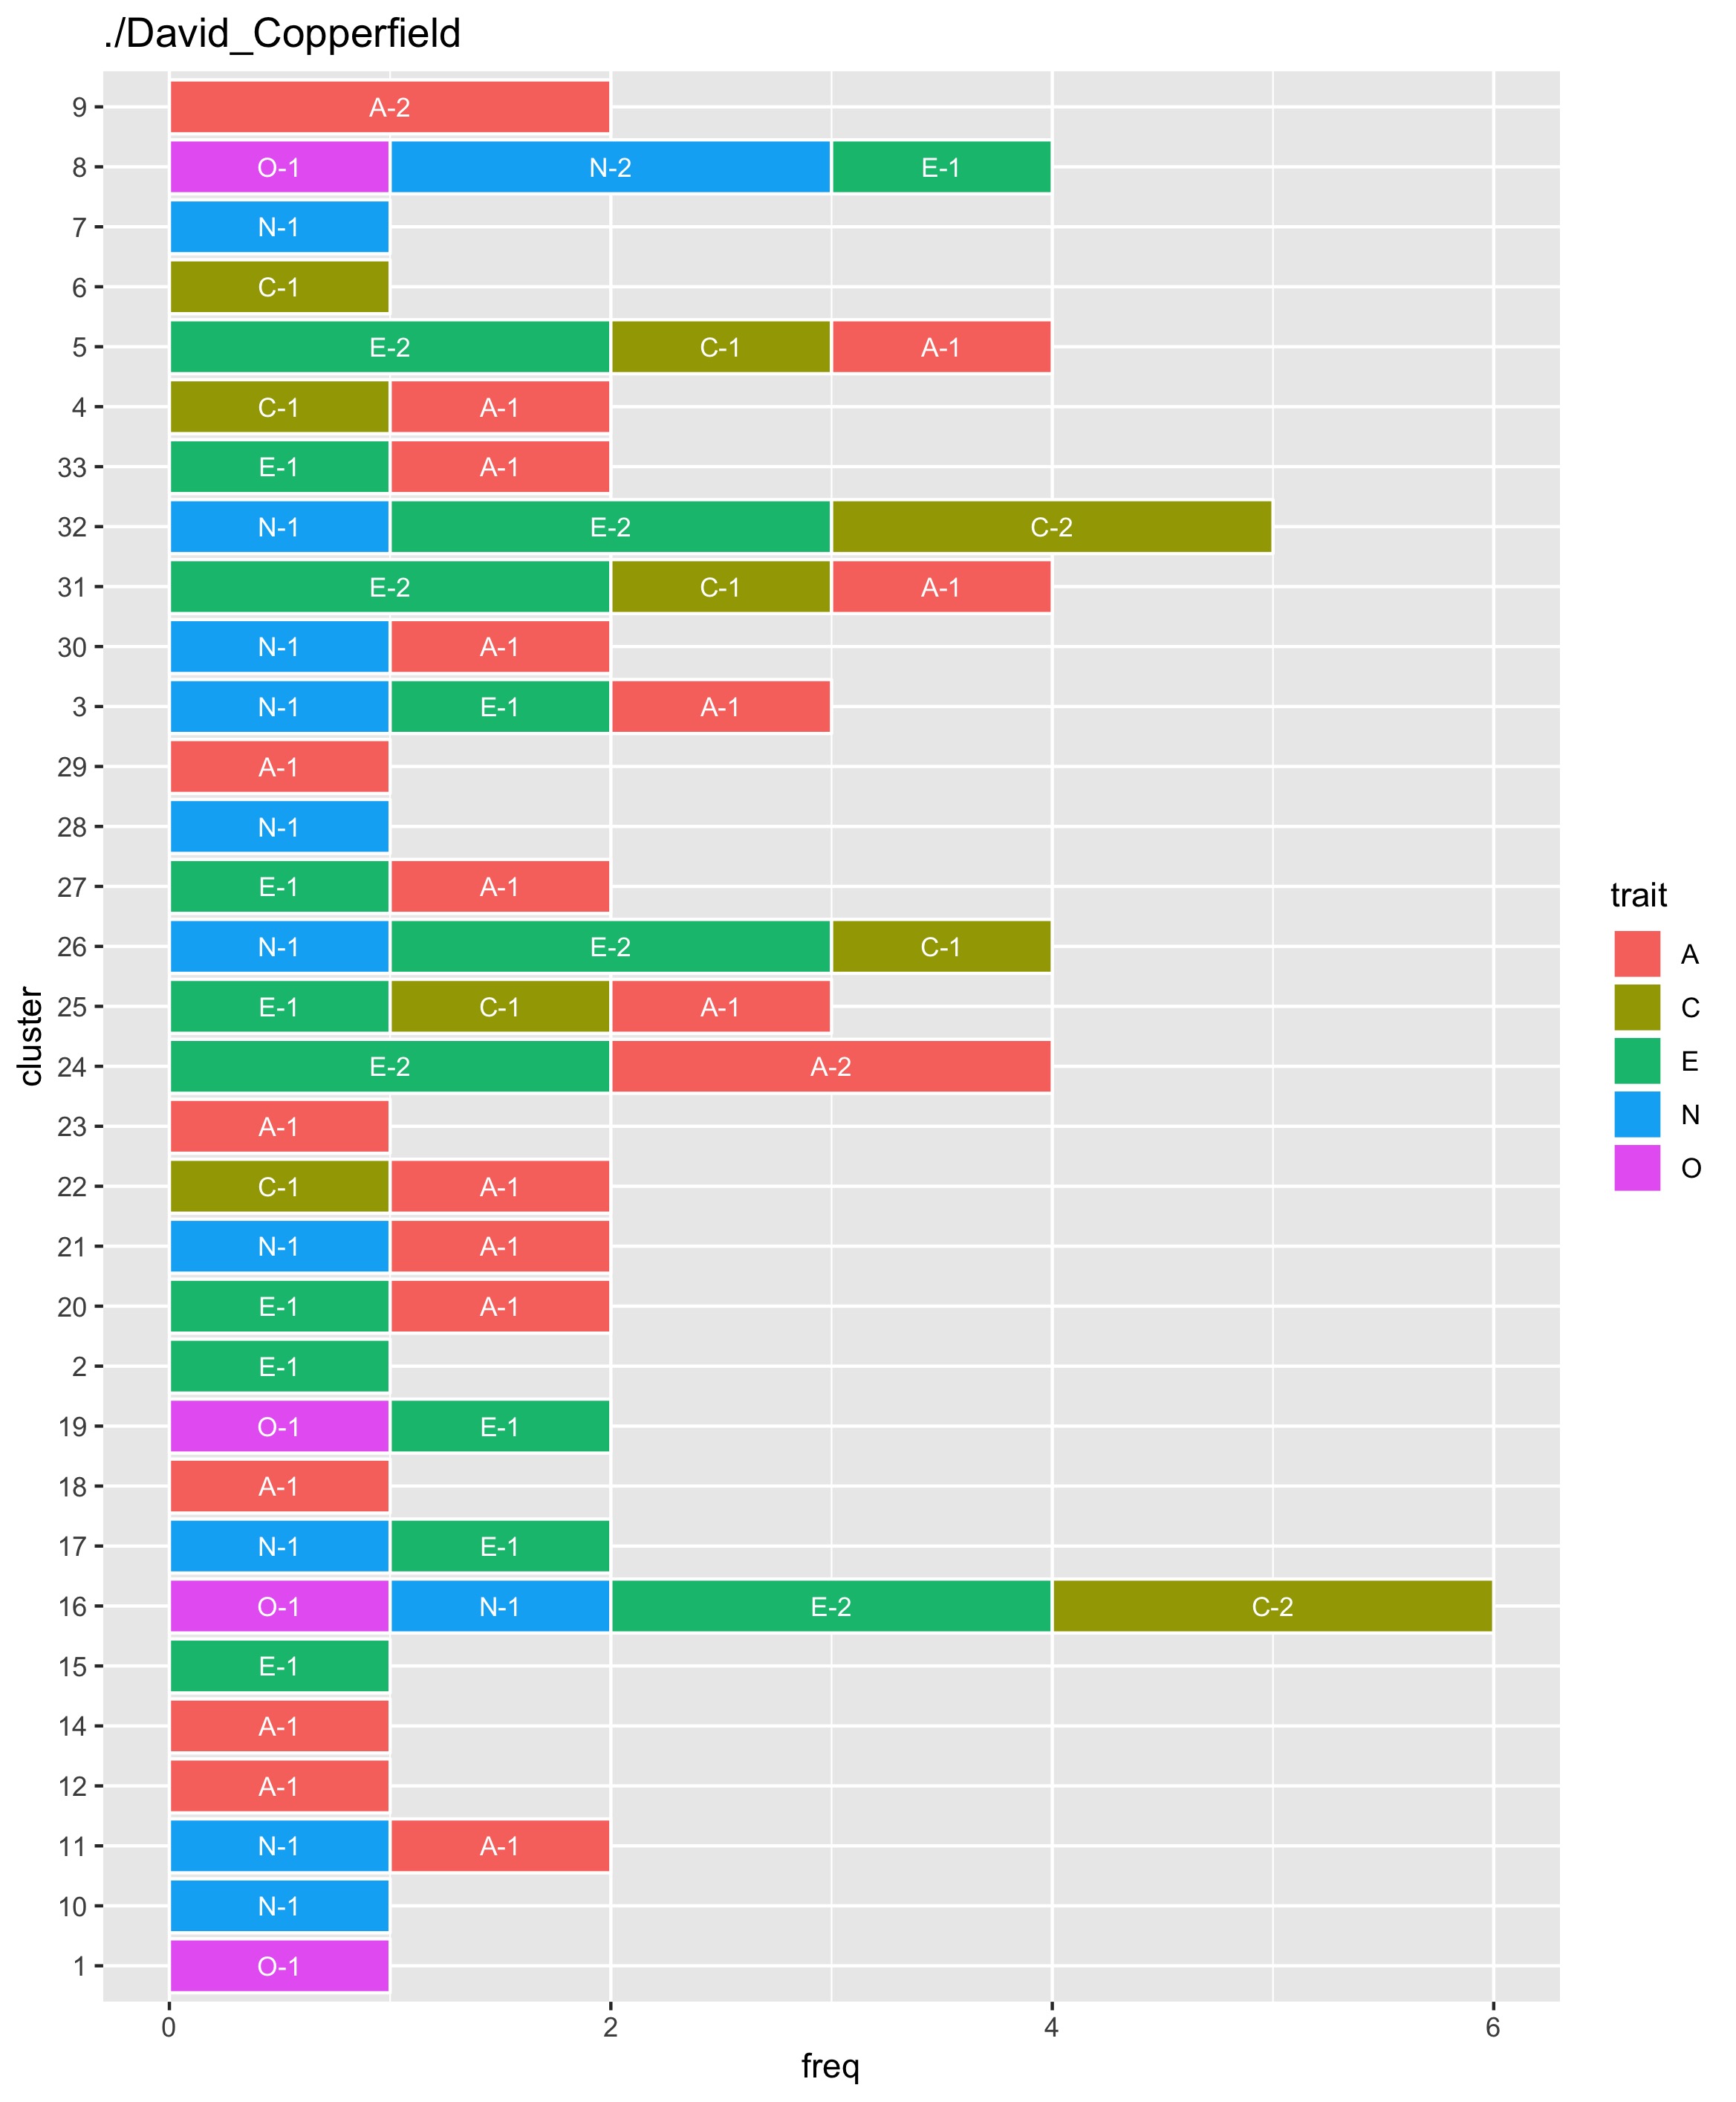 ./David_Copperfield
9 A-2
8 O-1 N-2 E-1
7 N-1
6 C-1
5 E-2 C-1 A-1
4 C-1 A-1
33 E-1 A-1
32 N-1 E-2 C-2
31 E-2 C-1 A-1
30 N-1 A-1
3 N-1 E-1 A-1
29 A-1
28 N-1
27 E-1 A-1
26 N-1 E-2 C-1
25 E-1 C-1 A-1
24 E-2 A-2
23 A-1
22 C-1 A-1
21 N-1 A-1
20 E-1 A-1
2 E-1
19 O-1 E-1
18 A-1
17 N-1 E-1
16 O-1 N-1 E-2 C-2
15 E-1
14 A-1
12 A-1
11 N-1 A-1
10 N-1
1 O-1
0 2 4 6
freq
cluster
trait
A
C
E
N
O